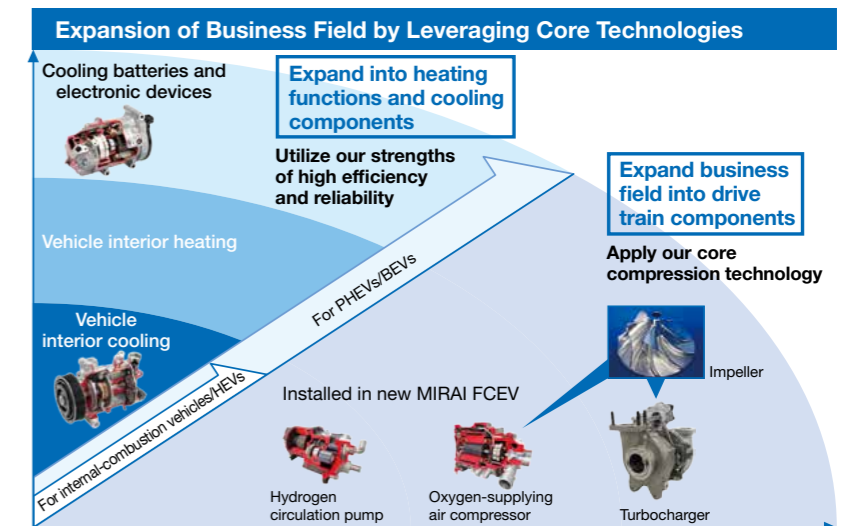 Expansion of Business Field by Leveraging Core Technologies
Cooling batteries and
electronic devices
Expand into heating
functions and cooling
components
Utilize our strengths
of high efficiency
and reliability
Vehicle interior heating
Vehicle
interior cooling
For internal-combustion vehicles/HEVs
For PHEVs/BEVs
Expand business
field into drive
train components
Apply our core
compression technology
Impeller
Installed in new MIRAI FCEV
Hydrogen
circulation pump
Oxygen-supplying
air compressor
Turbocharger